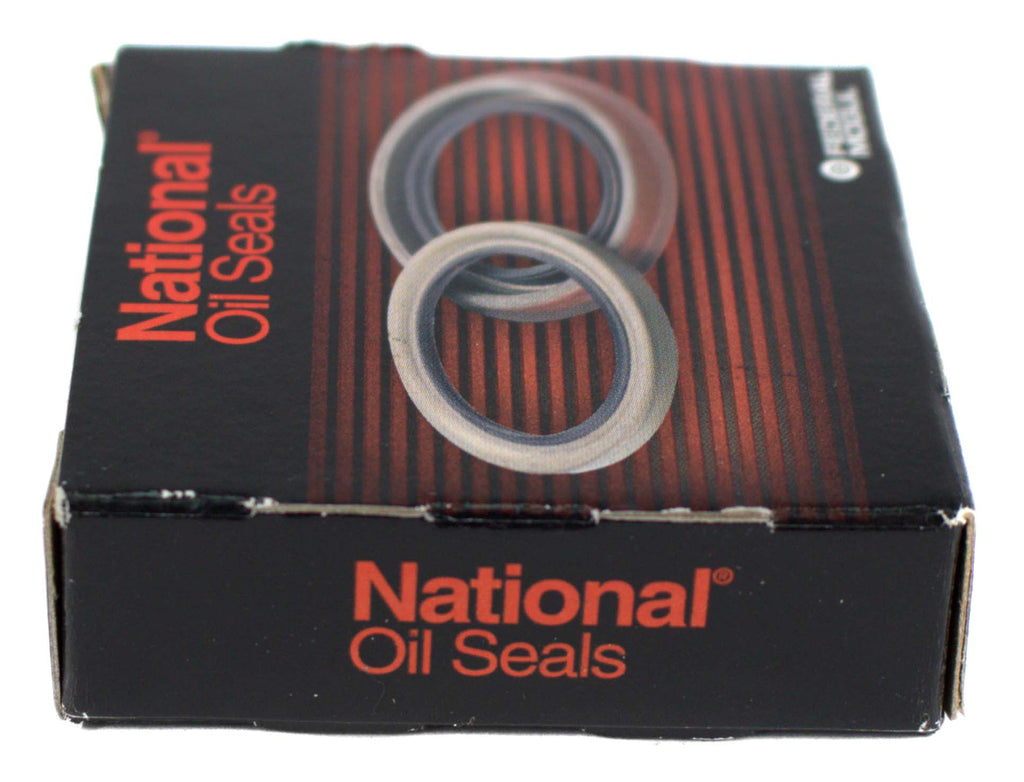 National®
Oil Seals
FEDERAL
MOGUL
National®
Oil Seals